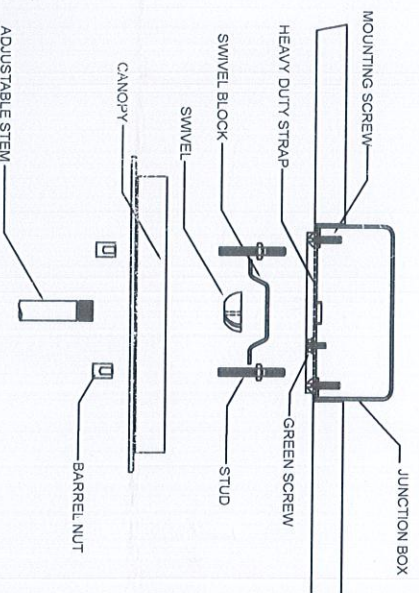 JUNCTION BOX
MOUNTING SCREW
HEAVY DUTY STRAP
GREEN SCREW
SWIVEL BLOCK
SWIVEL
STUD
CANOPY
BARREL NUT
ADJUSTABLE STEM